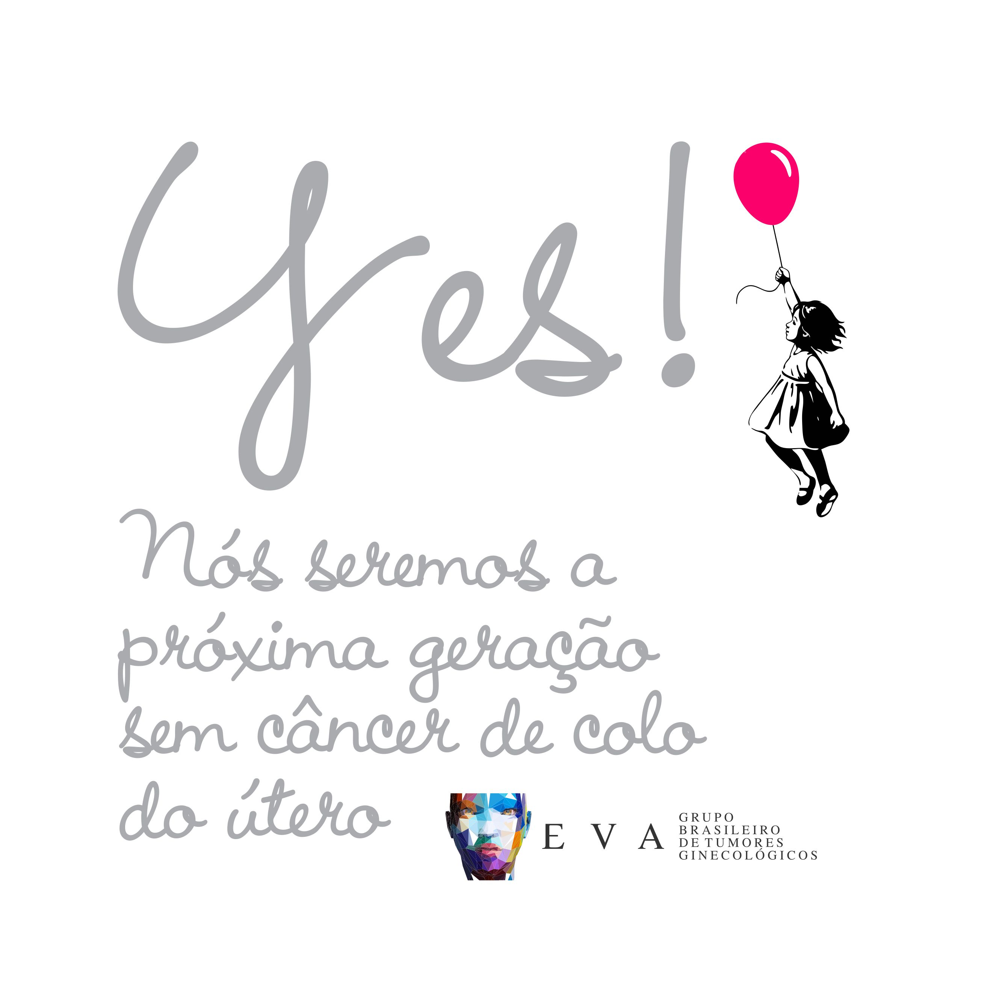 Yes!
Nós seremos a
próxima geração
sem câncer de colo
do útero
EVA
GRUPO
BRASILEIRO
DE TUMORES
GINECOLÓGICOS